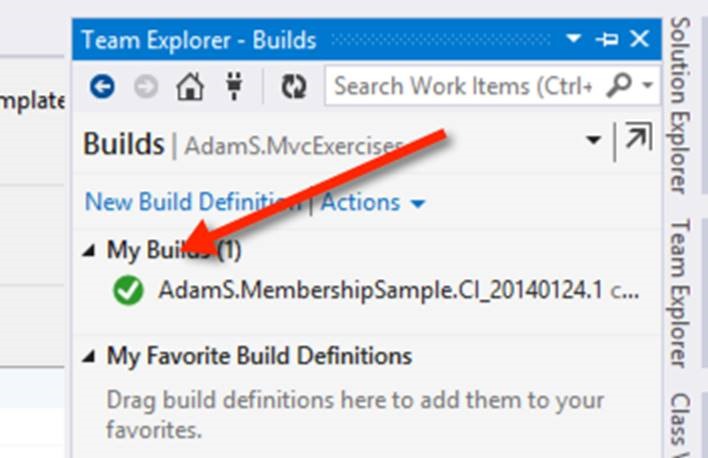 Team Explorer - Builds
mplate
Search Work Items (Ctrl+
Builds | AdamS.MvcExercises
New Build Definition | Actions
My Builds (1)
AdamS.MembershipSample.CI_20140124.1 c...
My Favorite Build Definitions
Drag build definitions here to add them to your
favorites.
Solution Explorer
Team Explorer
Class